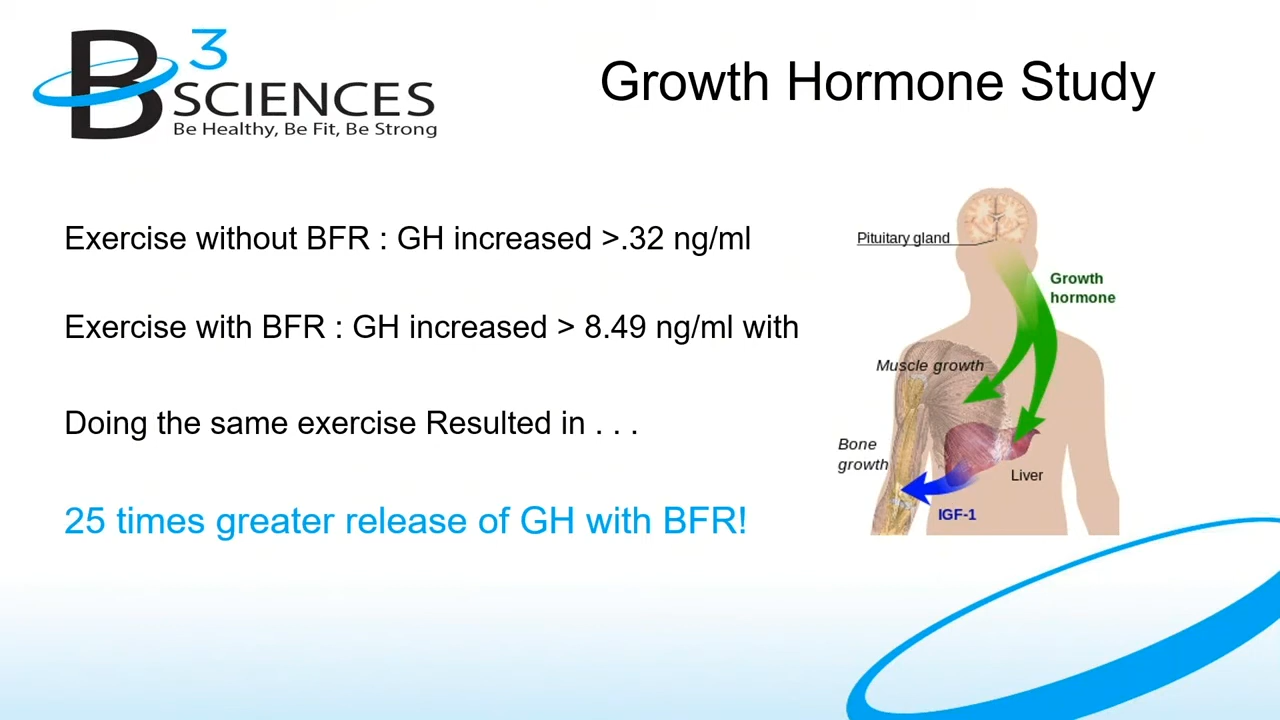 B3 SCIENCES
Be Healthy, Be Fit, Be Strong
Growth Hormone Study
Exercise without BFR : GH increased >.32 ng/ml
Exercise with BFR : GH increased > 8.49 ng/ml with
Doing the same exercise Resulted in . . .
25 times greater release of GH with BFR!
Pituitary gland
Growth
hormone
Muscle growth
Bone
growth
Liver
IGF-1